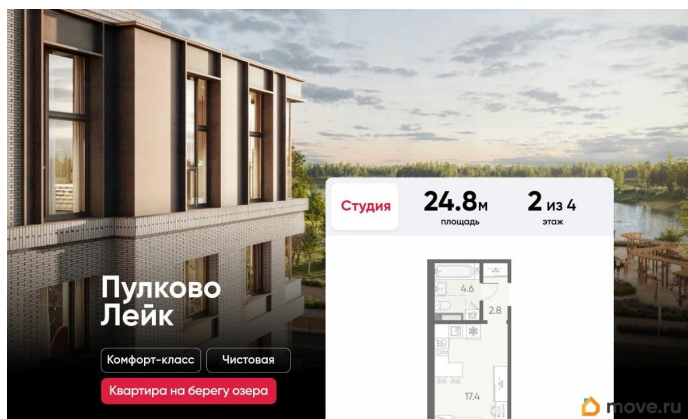 Студия
24.8м
площадь
2 из 4
этаж
4.6
2.8
17.4
Пулково
Лейк
Комфорт-класс
Чистовая
Квартира на берегу озера
move.ru